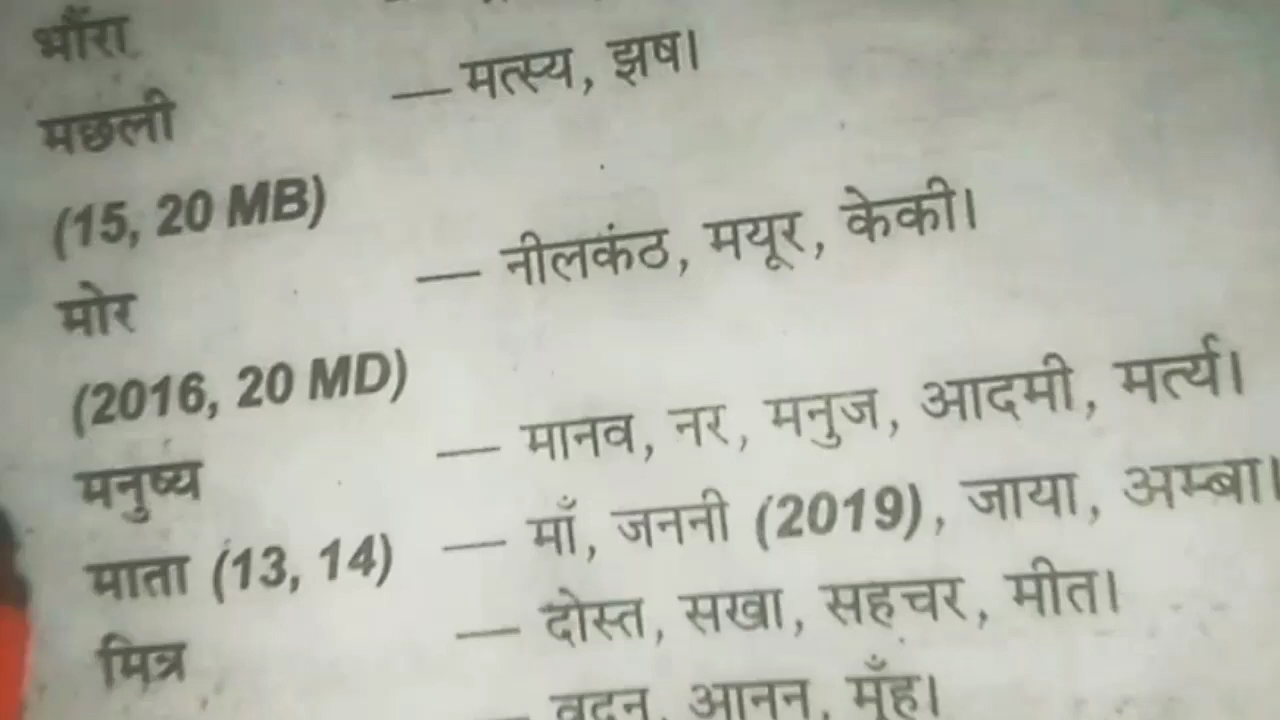 भौंरा
मछली — मत्स्य, झष।
(15, 20 MB)
मोर — नीलकंठ, मयूर, केकी।
(2016, 20 MD)
मनुष्य — मानव, नर, मनुज, आदमी, मर्त्य।
माता (13, 14) — माँ, जननी (2019), जाया, अम्बा।
मित्र — दोस्त, सखा, सहचर, मीत।
— वदन, आनन, मुँह।